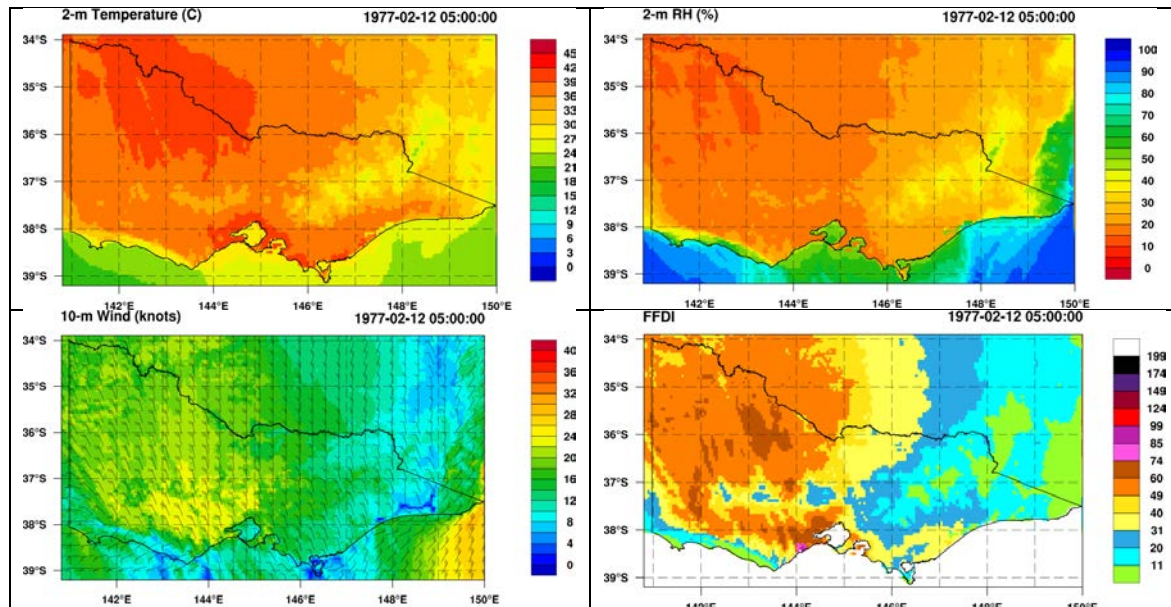 2-m Temperature (C) 1977-02-12 05:00:00
34°S
35°S
36°S
37°S
38°S
39°S
142°E 144°E 146°E 148°E 150°E
45
42
39
36
33
30
27
24
21
18
15
12
9
6
3
0
2-m RH (%) 1977-02-12 05:00:00
34°S
35°S
36°S
37°S
38°S
39°S
142°E 144°E 146°E 148°E 150°E
100
90
80
70
60
50
40
30
20
10
0
10-m Wind (knots) 1977-02-12 05:00:00
34°S
35°S
36°S
37°S
38°S
39°S
142°E 144°E 146°E 148°E 150°E
40
36
32
28
24
20
16
12
8
4
0
FFDI 1977-02-12 05:00:00
34°S
35°S
36°S
37°S
38°S
39°S
142°E 144°E 146°E 148°E 150°E
199
174
149
124
99
85
74
60
49
40
31
20
11